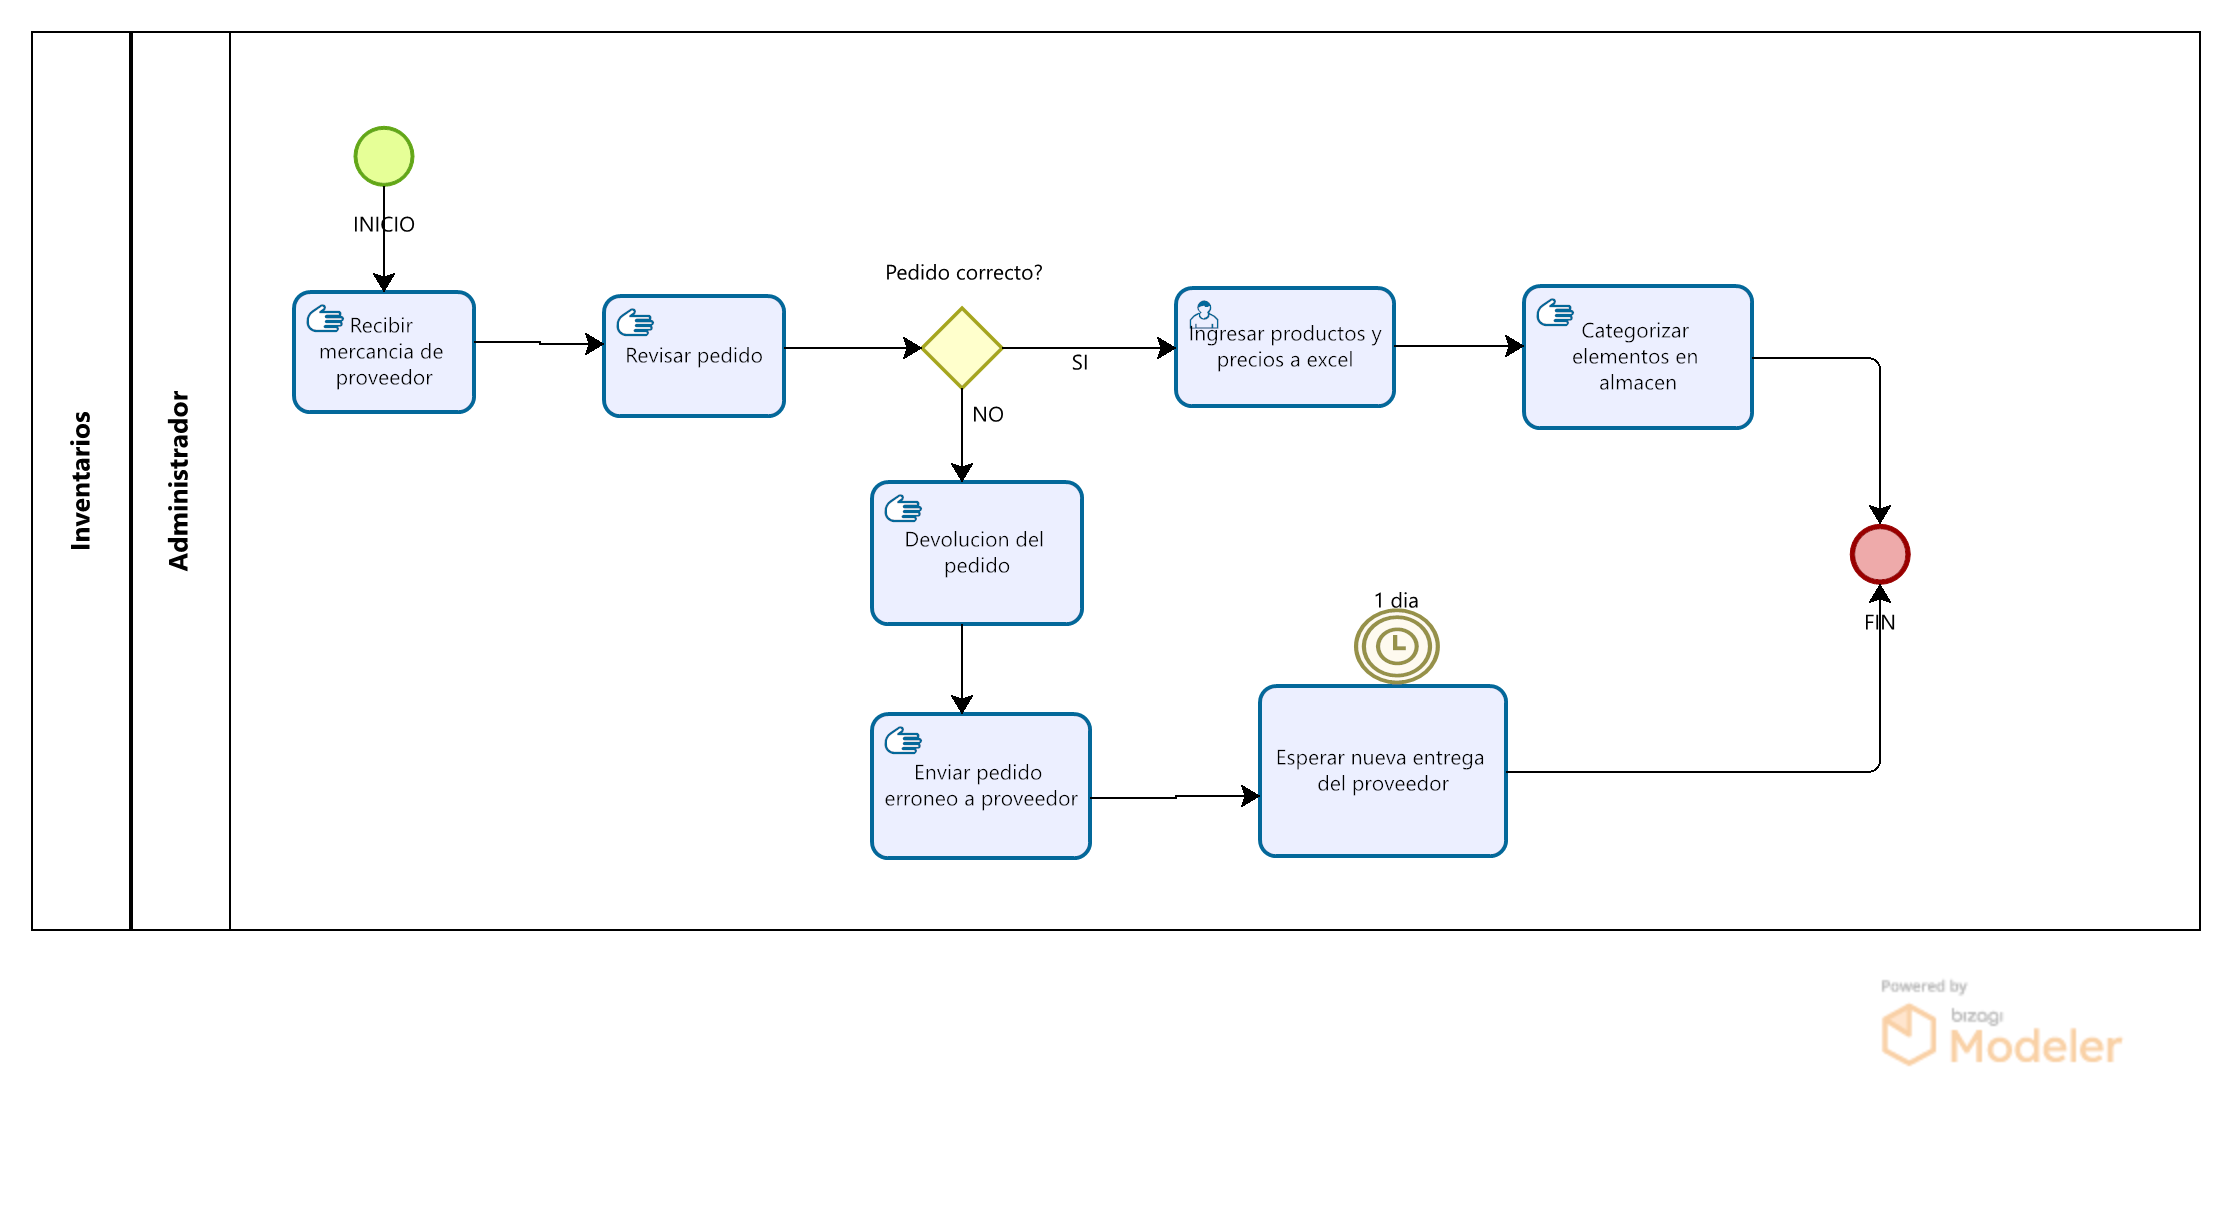 Inventarios
Administrador
INICIO
Recibir
mercancia de
proveedor
Revisar pedido
Pedido correcto?
SI
NO
Ingresar productos y
precios a excel
Categorizar
elementos en
almacen
Devolucion del
pedido
Enviar pedido
erroneo a proveedor
1 dia
Esperar nueva entrega
del proveedor
FIN
Powered by
bizagi
Modeler